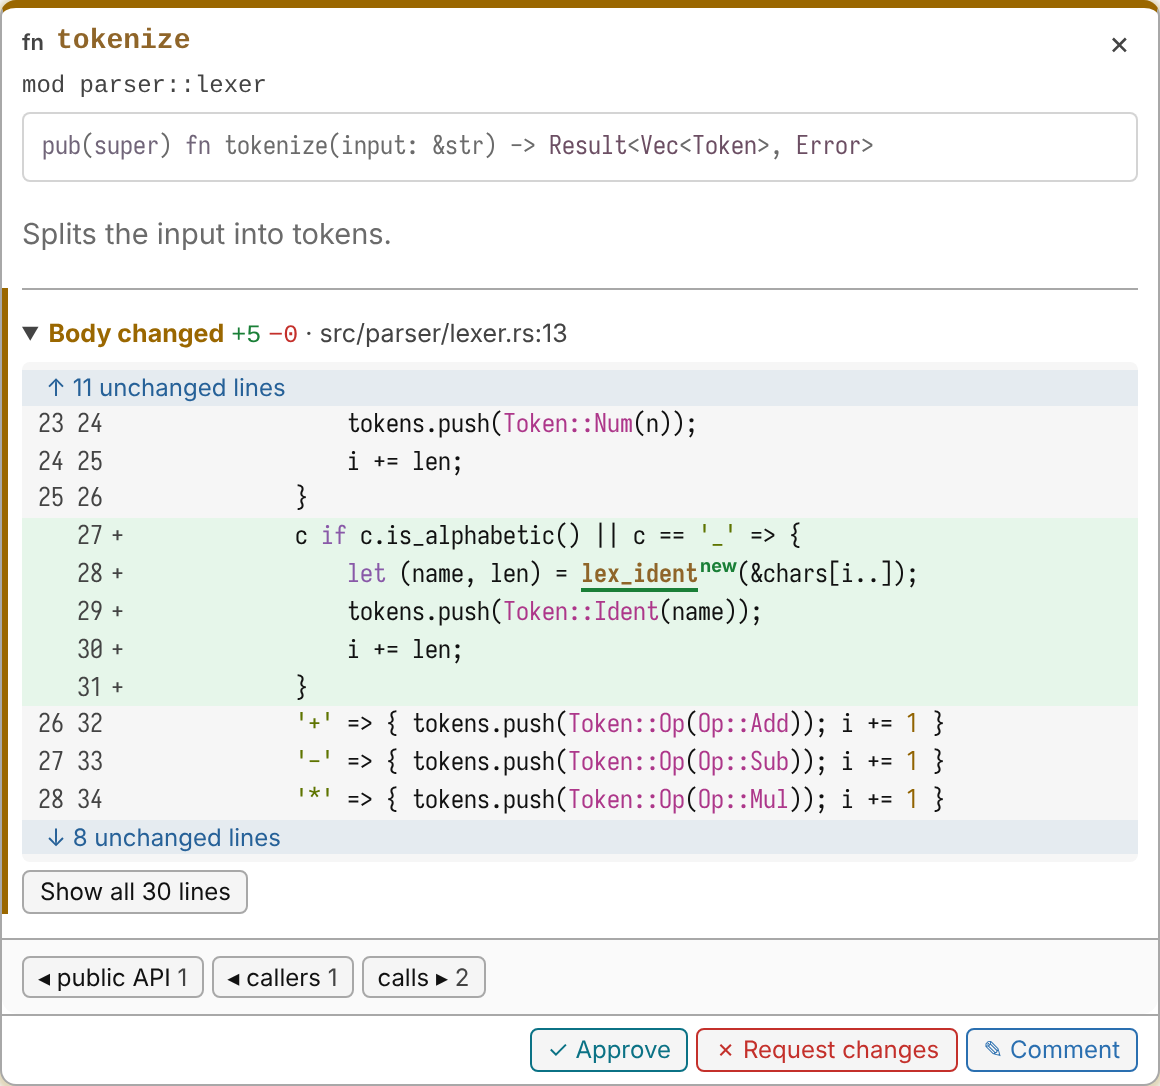 fn tokenize
×
mod parser::lexer
pub(super) fn tokenize(input: &str) -> Result<Vec<Token>, Error>
Splits the input into tokens.
▼ Body changed +5 −0 · src/parser/lexer.rs:13
↑ 11 unchanged lines
23 24 tokens.push(Token::Num(n));
24 25 i += len;
25 26 }
27 + c if c.is_alphabetic() || c == '_' => {
28 + let (name, len) = lex_ident new(&chars[i..]);
29 + tokens.push(Token::Ident(name));
30 + i += len;
31 + }
26 32 '+' => { tokens.push(Token::Op(Op::Add)); i += 1 }
27 33 '-' => { tokens.push(Token::Op(Op::Sub)); i += 1 }
28 34 '*' => { tokens.push(Token::Op(Op::Mul)); i += 1 }
↓ 8 unchanged lines
Show all 30 lines
◂ public API 1 ◂ callers 1 calls ▸ 2
✓ Approve × Request changes ✎ Comment